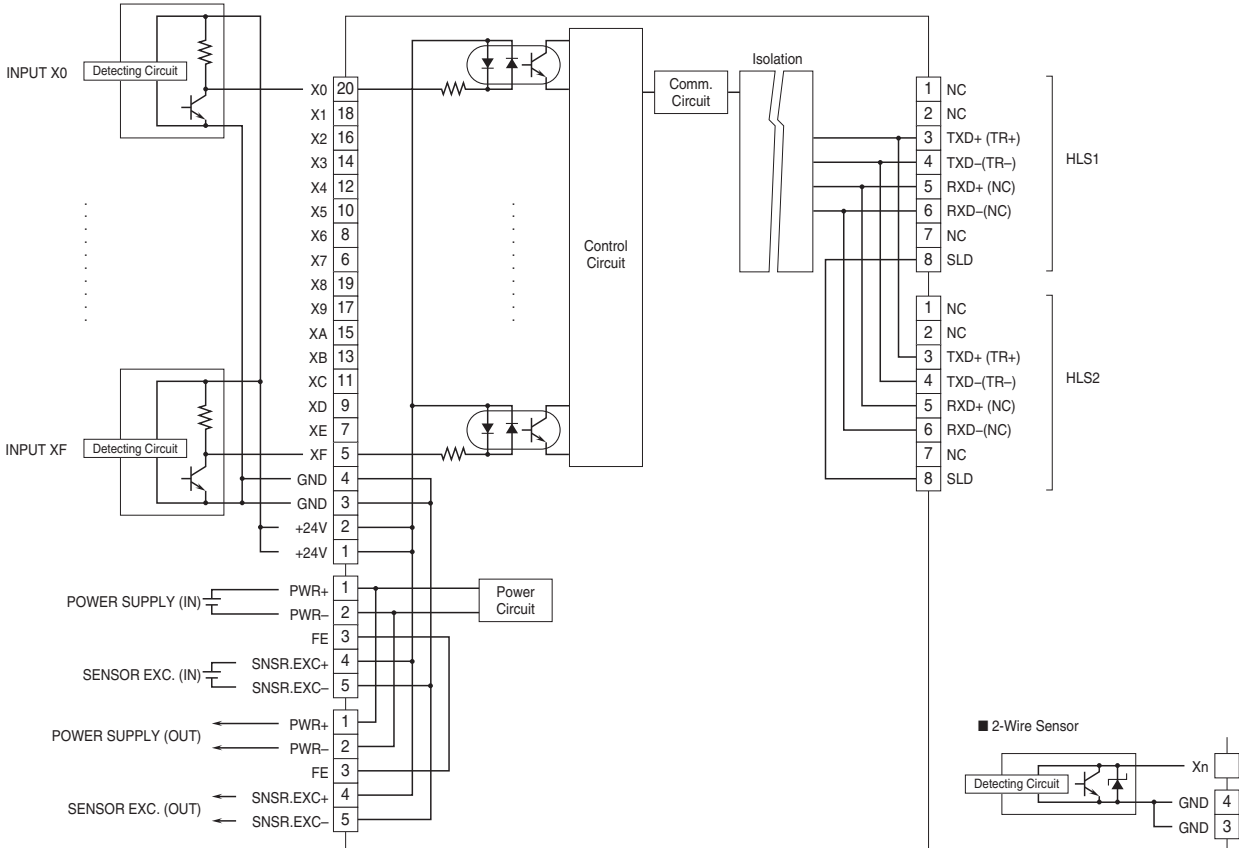 INPUT X0
Detecting Circuit
X0 20
X1 18
X2 16
X3 14
X4 12
X5 10
X6 8
X7 6
X8 19
X9 17
XA 15
XB 13
XC 11
XD 9
XE 7
XF 5
GND 4
GND 3
+24V 2
+24V 1
INPUT XF
Detecting Circuit
POWER SUPPLY (IN)
PWR+ 1
PWR– 2
FE 3
SENSOR EXC. (IN)
SNSR.EXC+ 4
SNSR.EXC– 5
POWER SUPPLY (OUT)
PWR+ 1
PWR– 2
FE 3
SENSOR EXC. (OUT)
SNSR.EXC+ 4
SNSR.EXC– 5
Control
Circuit
Power
Circuit
Comm.
Circuit
Isolation
1 NC
2 NC
3 TXD+ (TR+)
4 TXD–(TR–)
5 RXD+ (NC)
6 RXD–(NC)
7 NC
8 SLD
HLS1
1 NC
2 NC
3 TXD+ (TR+)
4 TXD–(TR–)
5 RXD+ (NC)
6 RXD–(NC)
7 NC
8 SLD
HLS2
■ 2-Wire Sensor
Detecting Circuit
Xn
GND 4
GND 3